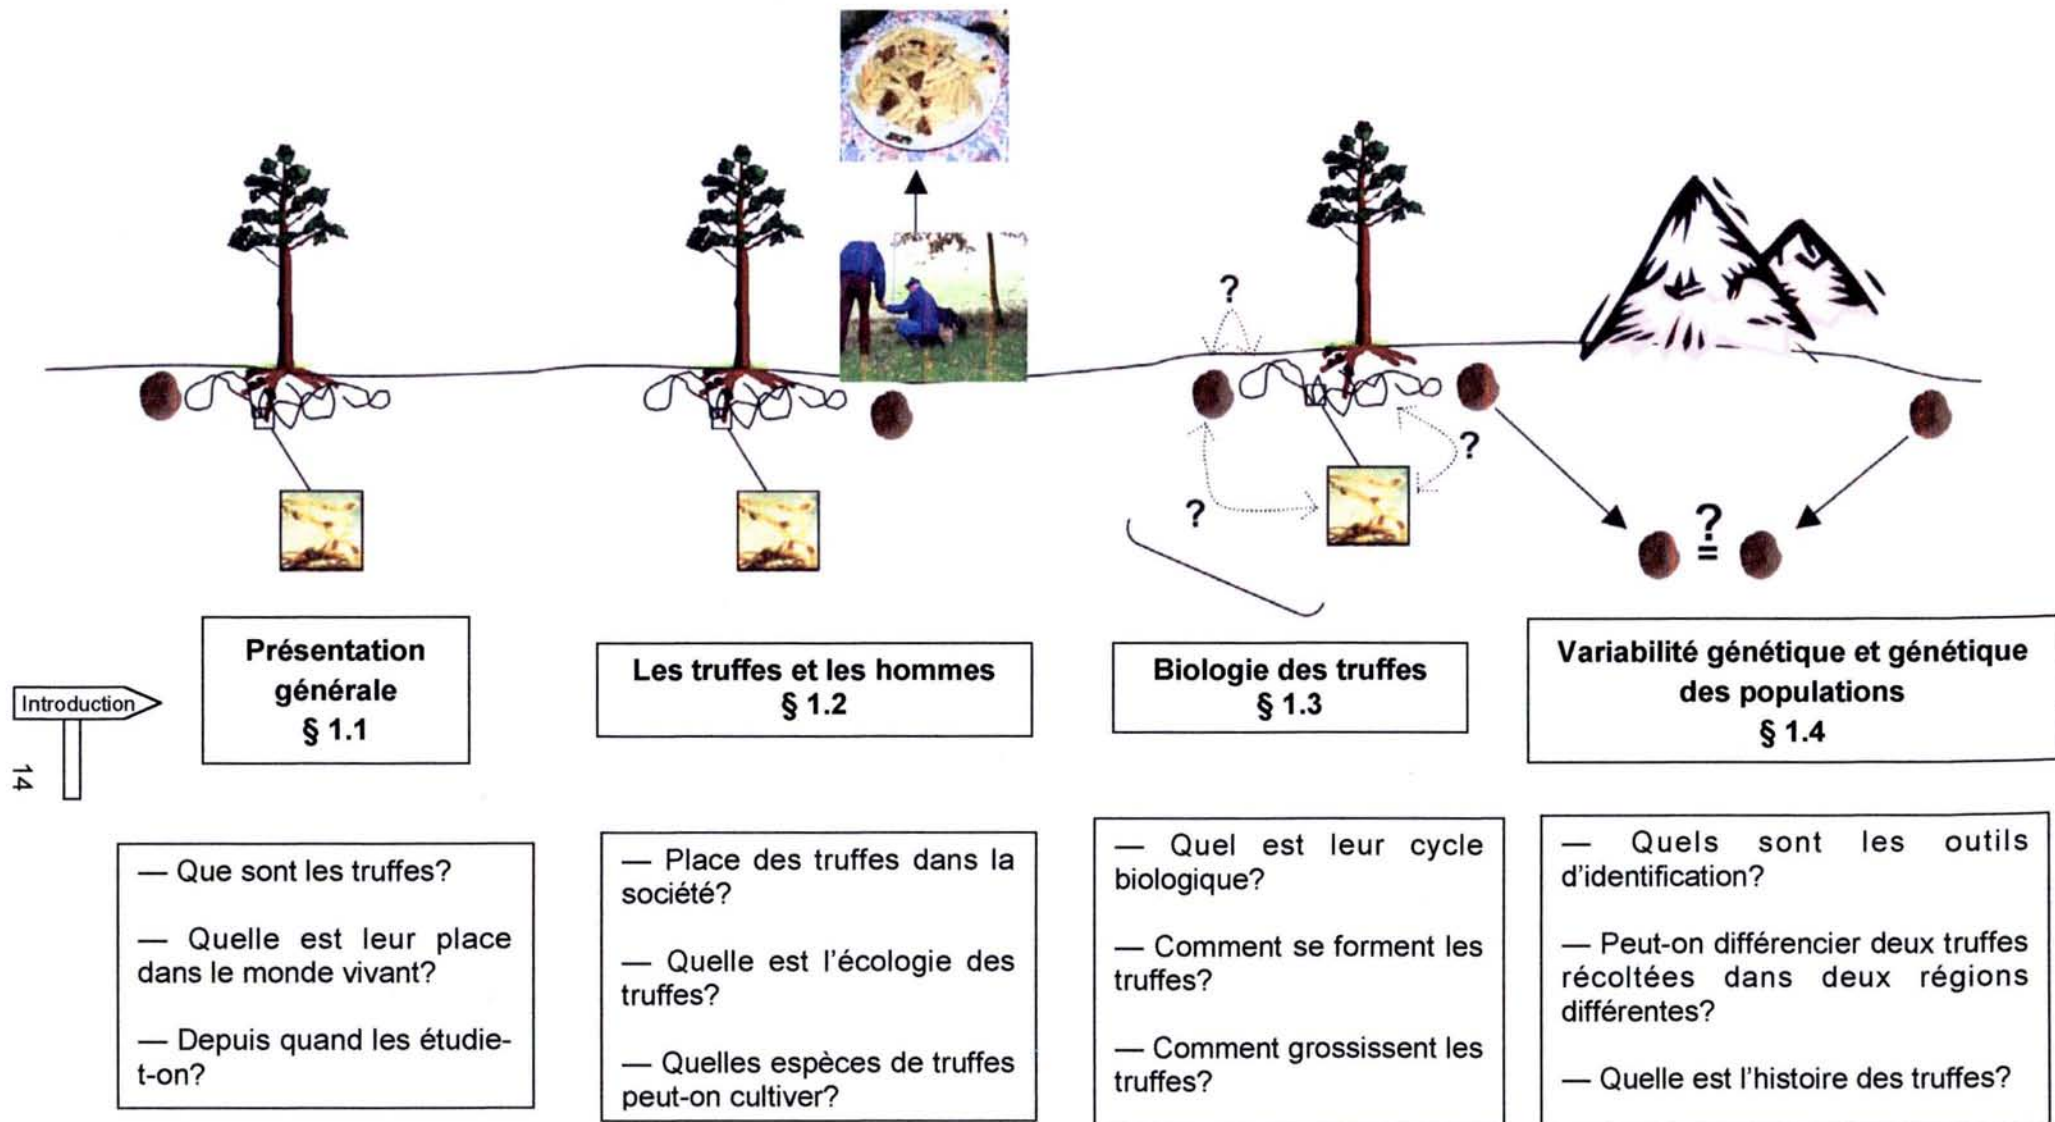 ?
?
?
?
=
Présentation
générale
§ 1.1
Les truffes et les hommes
§ 1.2
Biologie des truffes
§ 1.3
Variabilité génétique et génétique
des populations
§ 1.4
Introduction
14
— Que sont les truffes?
— Quelle est leur place
dans le monde vivant?
— Depuis quand les étudie-
t-on?
— Place des truffes dans la
société?
— Quelle est l'écologie des
truffes?
— Quelles espèces de truffes
peut-on cultiver?
— Quel est leur cycle
biologique?
— Comment se forment les
truffes?
— Comment grossissent les
truffes?
— Quels sont les outils
d'identification?
— Peut-on différencier deux truffes
récoltées dans deux régions
différentes?
— Quelle est l'histoire des truffes?